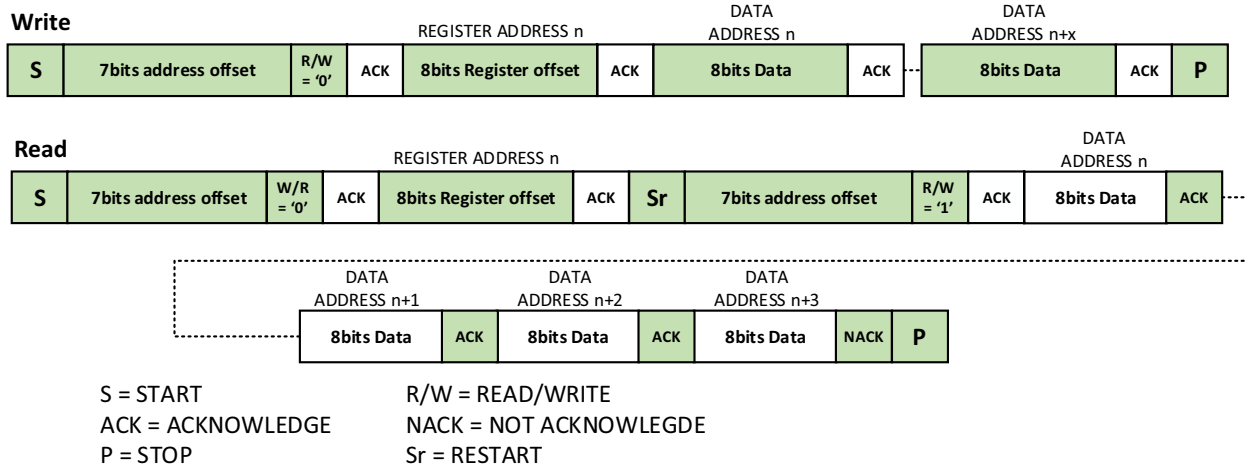 Write
REGISTER ADDRESS n
DATA
ADDRESS n
DATA
ADDRESS n+x
S 7bits address offset R/W = ‘0’ ACK 8bits Register offset ACK 8bits Data ACK 8bits Data ACK P
Read
REGISTER ADDRESS n
DATA
ADDRESS n
S 7bits address offset W/R = ‘0’ ACK 8bits Register offset ACK Sr 7bits address offset R/W = ‘1’ ACK 8bits Data ACK
DATA
ADDRESS n+1
DATA
ADDRESS n+2
DATA
ADDRESS n+3
8bits Data ACK 8bits Data ACK 8bits Data NACK P
S = START R/W = READ/WRITE
ACK = ACKNOWLEDGE NACK = NOT ACKNOWLEGDE
P = STOP Sr = RESTART